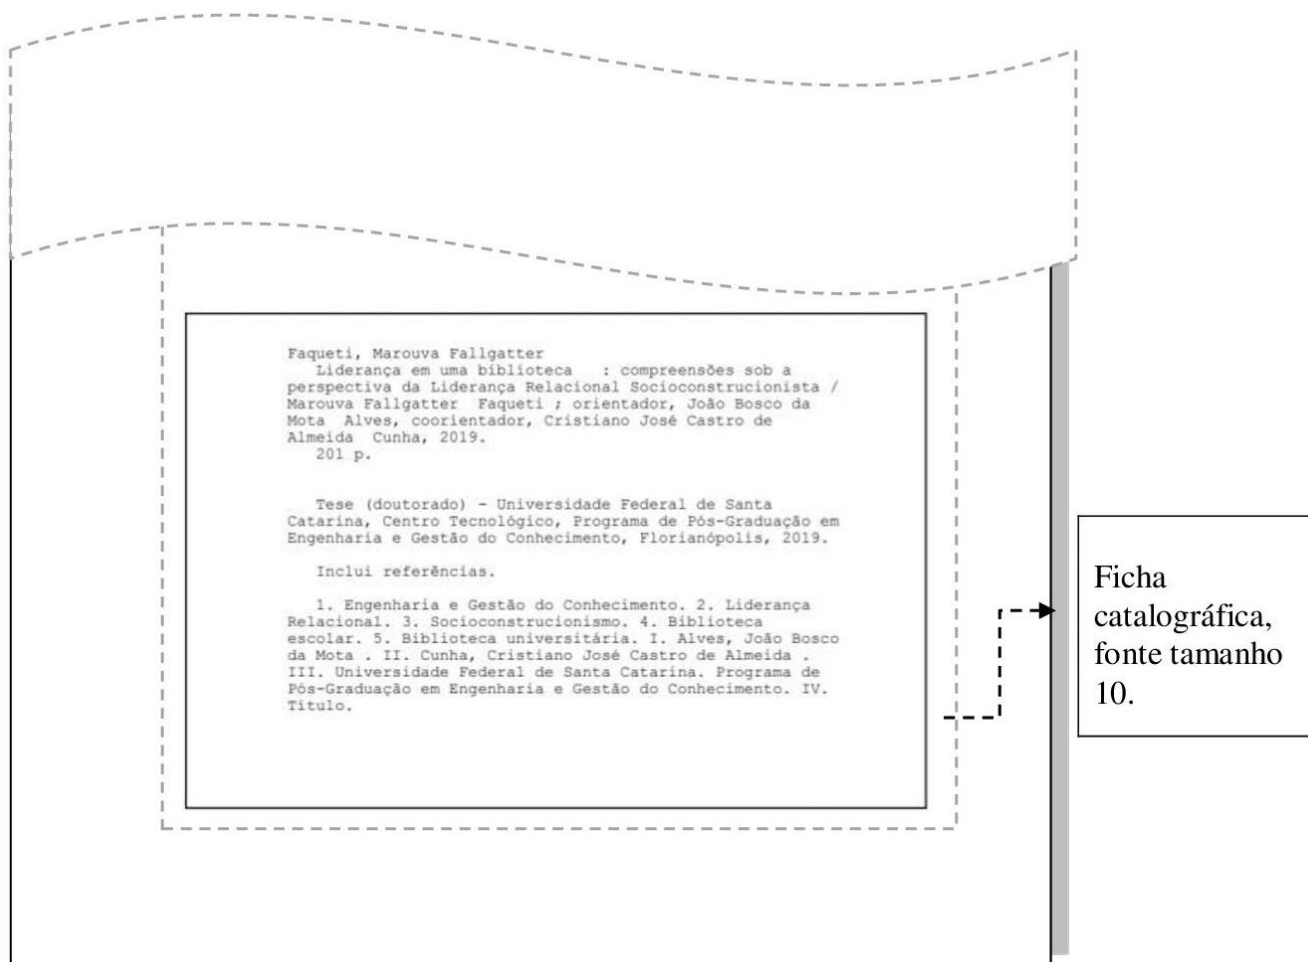 Faqueti, Marouva Fallgatter
Liderança em uma biblioteca : compreensões sob a
perspectiva da Liderança Relacional Socioconstrucionista /
Marouva Fallgatter Faqueti ; orientador, João Bosco da
Mota Alves, coorientador, Cristiano José Castro de
Almeida Cunha, 2019.
201 p.
Tese (doutorado) - Universidade Federal de Santa
Catarina, Centro Tecnológico, Programa de Pós-Graduação em
Engenharia e Gestão do Conhecimento, Florianópolis, 2019.
Inclui referências.
1. Engenharia e Gestão do Conhecimento. 2. Liderança
Relacional. 3. Socioconstrucionismo. 4. Biblioteca
escolar. 5. Biblioteca universitária. I. Alves, João Bosco
da Mota . II. Cunha, Cristiano José Castro de Almeida .
III. Universidade Federal de Santa Catarina. Programa de
Pós-Graduação em Engenharia e Gestão do Conhecimento. IV.
Título.
Ficha
catalográfica,
fonte tamanho
10.